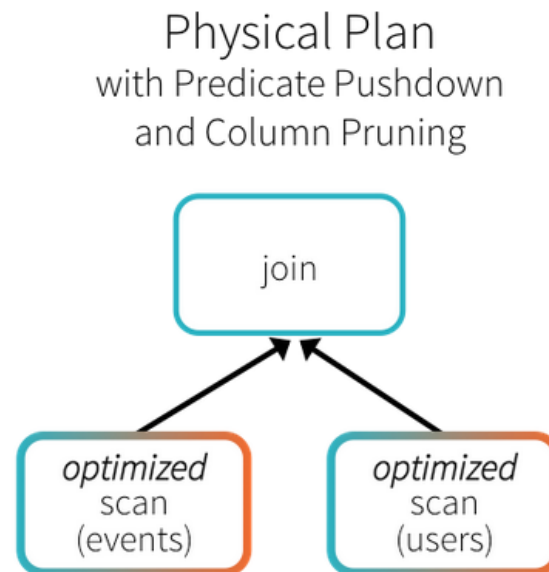 Physical Plan
with Predicate Pushdown
and Column Pruning
join
optimized
scan
(events)
optimized
scan
(users)